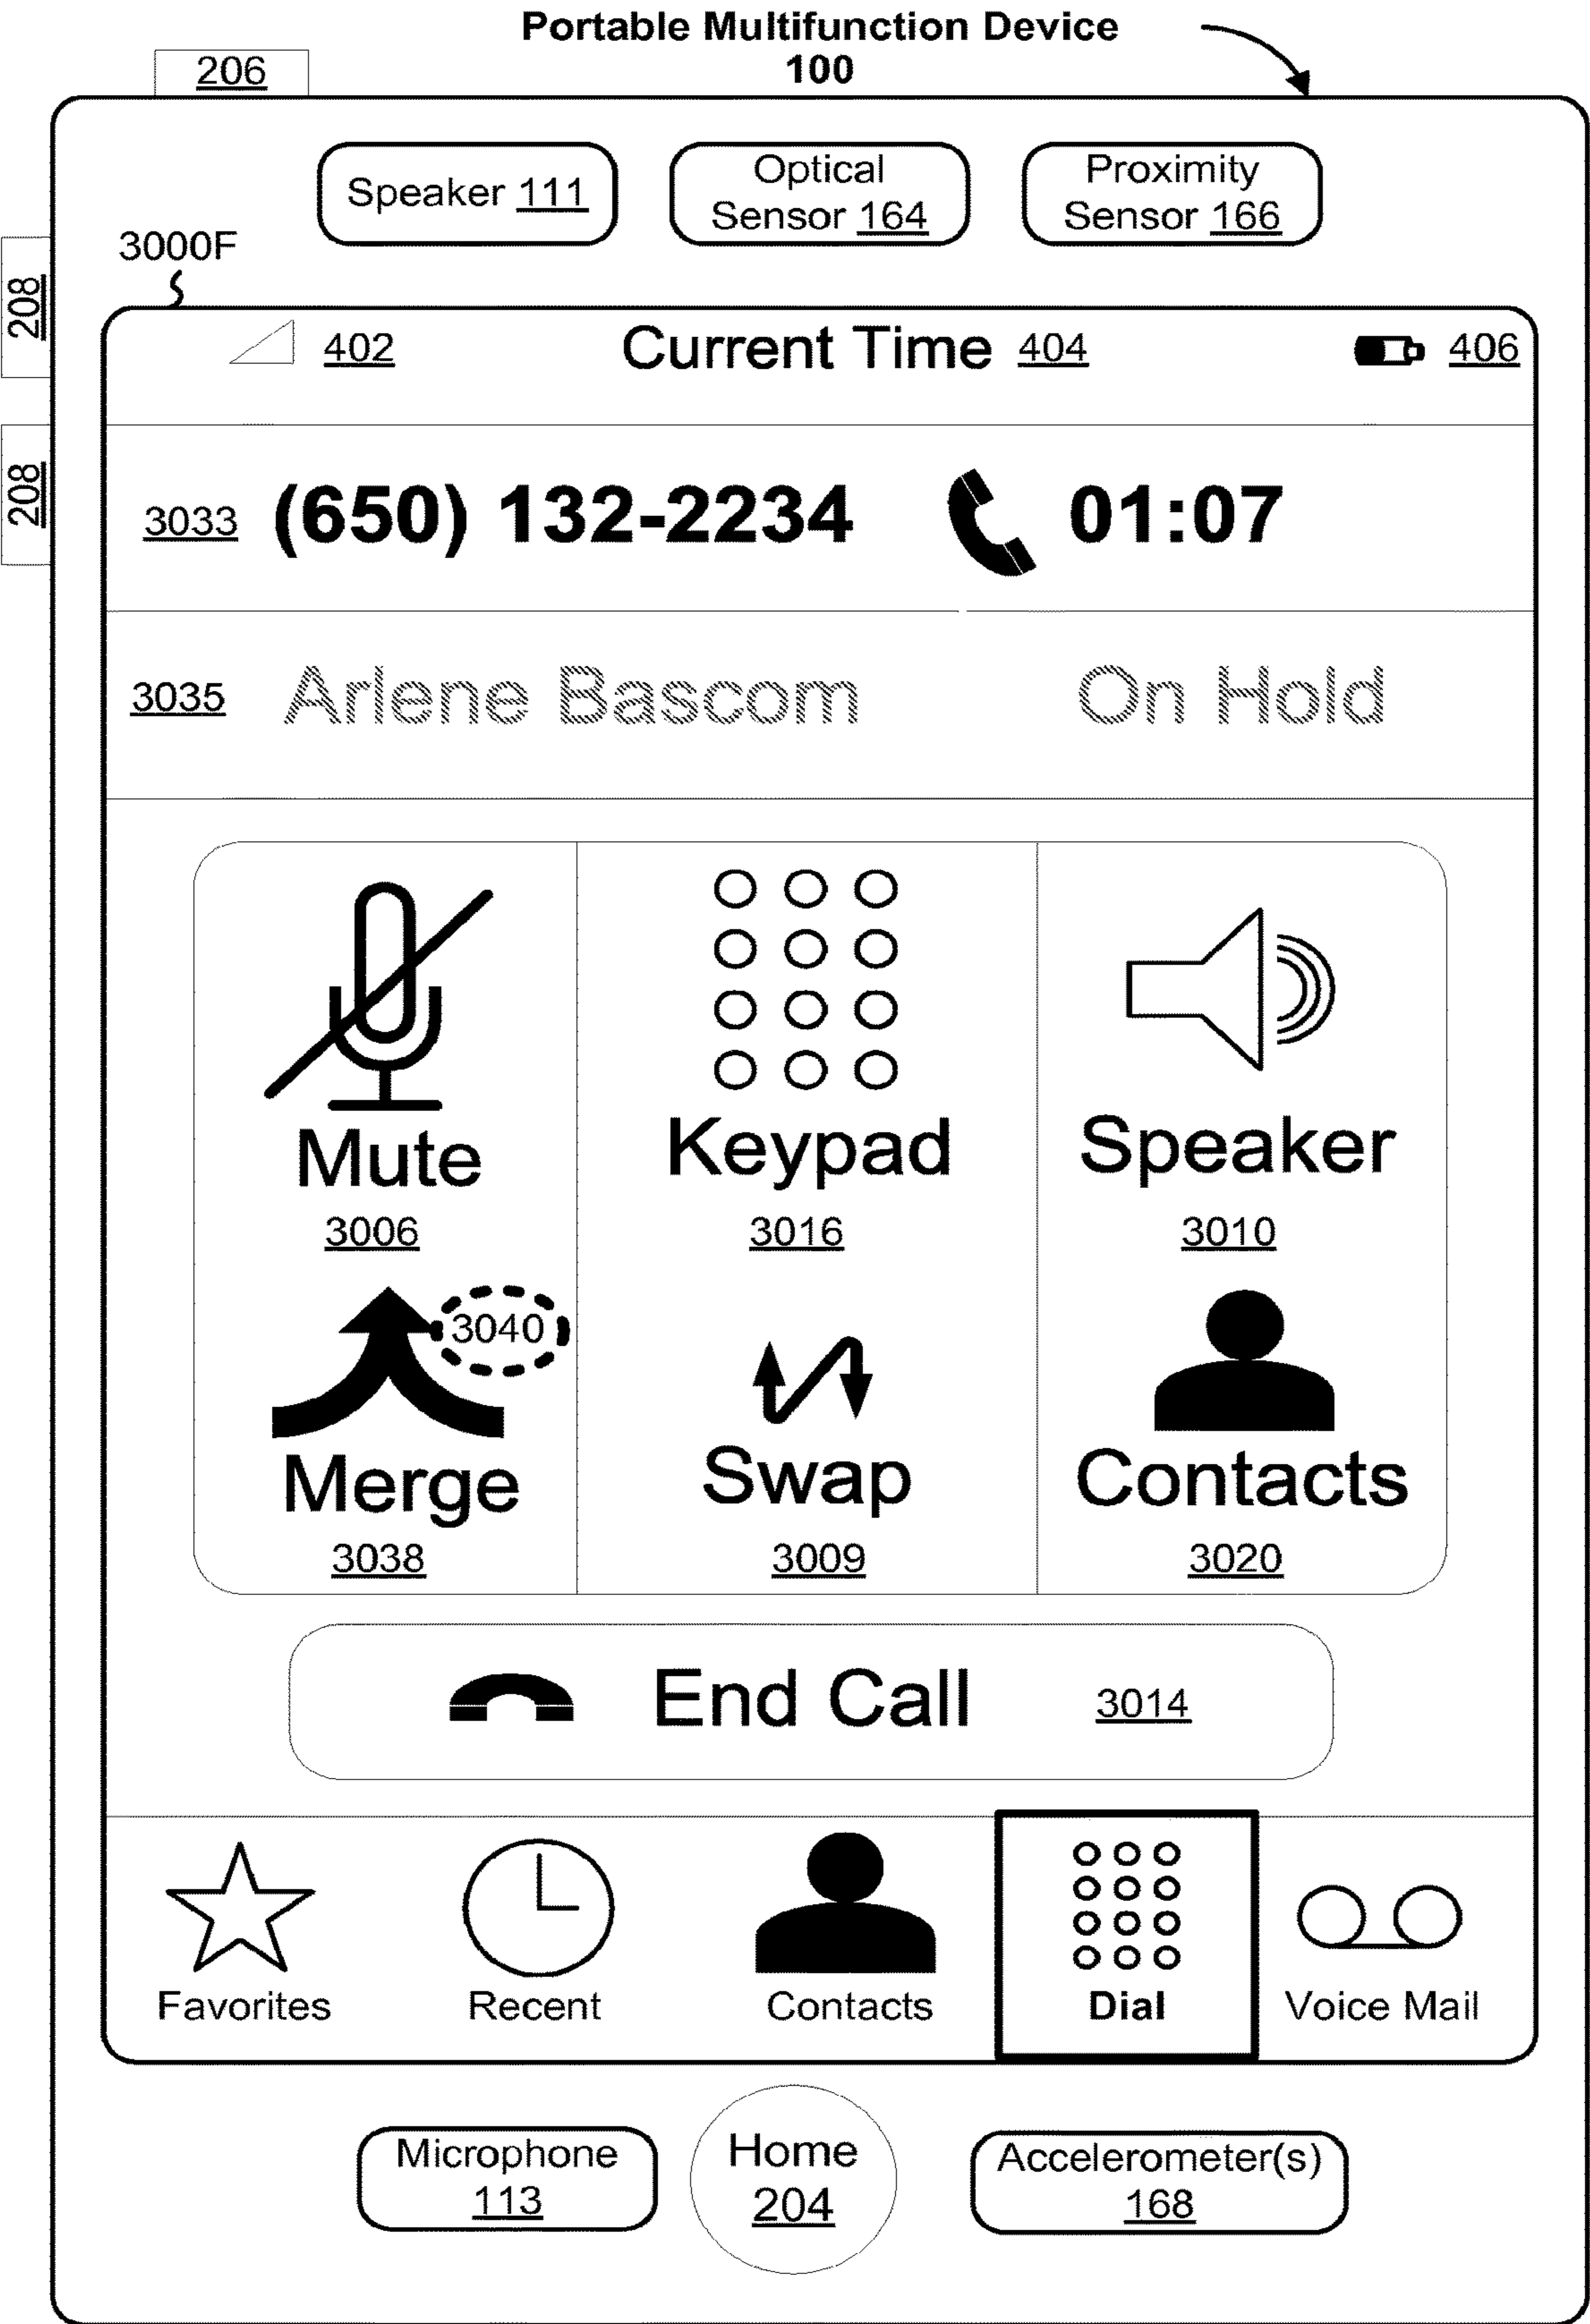 Portable Multifunction Device
100
206
Speaker 111
Optical
Sensor 164
Proximity
Sensor 166
3000F
208
402 Current Time 404 406
208
3033 (650) 132-2234 01:07
3035 Arlene Bascom On Hold
Mute
3006
Keypad
3016
Speaker
3010
3040
Merge
3038
Swap
3009
Contacts
3020
End Call 3014
Favorites
Recent
Contacts
Dial
Voice Mail
Microphone
113
Home
204
Accelerometer(s)
168